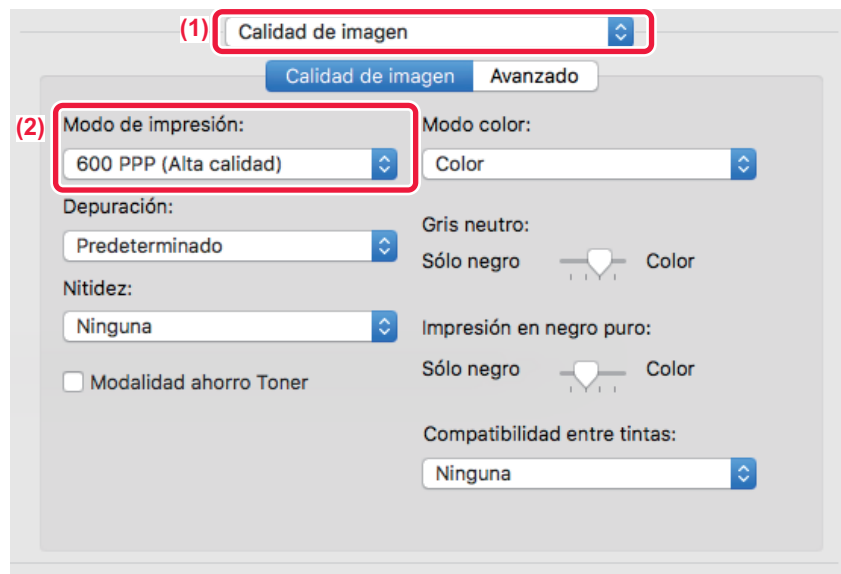 (1) Calidad de imagen
Calidad de imagen Avanzado
(2) Modo de impresión:
600 PPP (Alta calidad)
Depuración:
Predeterminado
Nitidez:
Ninguna
Modalidad ahorro Toner
Modo color:
Color
Gris neutro:
Sólo negro Color
Impresión en negro puro:
Sólo negro Color
Compatibilidad entre tintas:
Ninguna